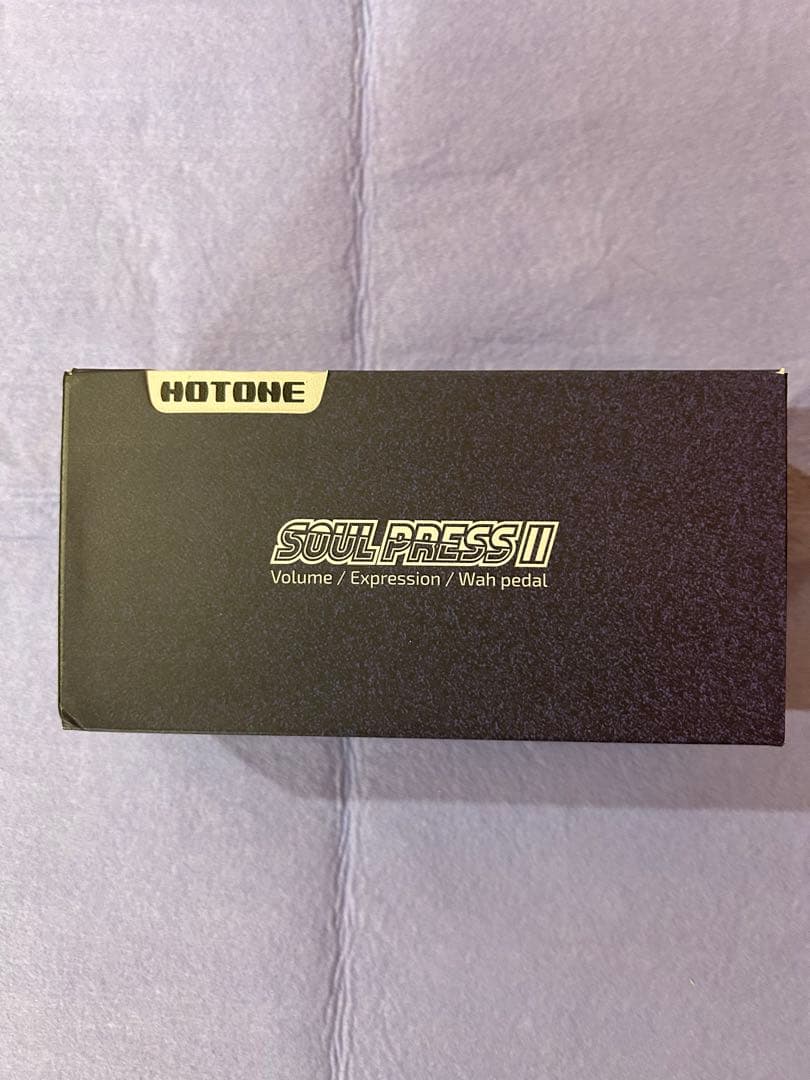 HOTONE
SOUL PRESS II
Volume / Expression / Wah pedal